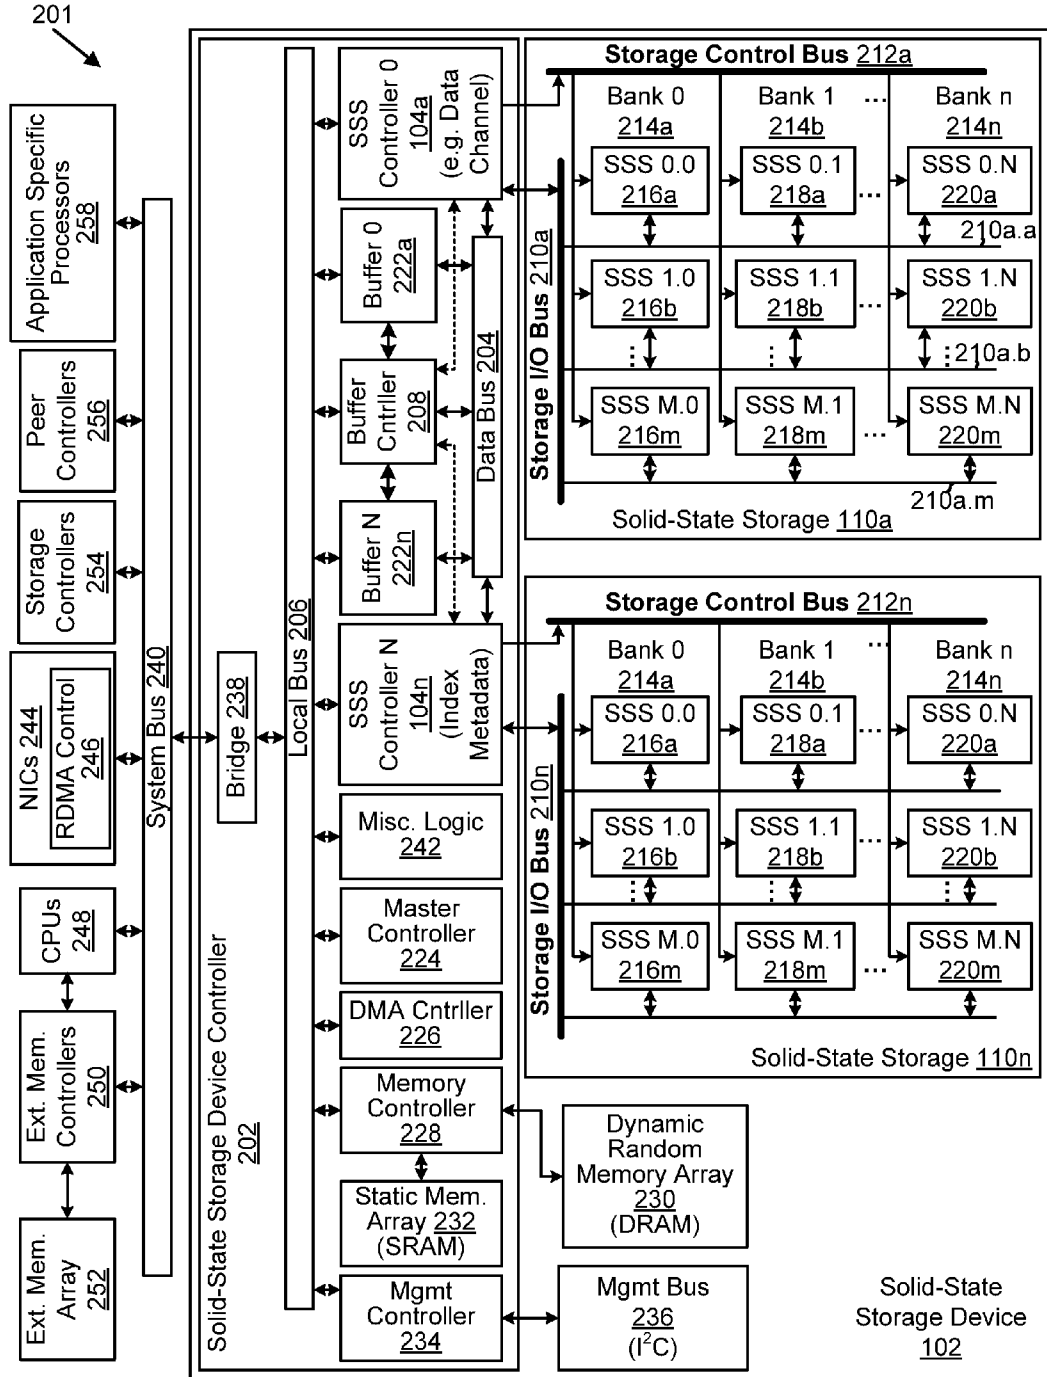 201
Application Specific
Processors
258
Peer
Controllers
256
Storage
Controllers
254
NICs 244
RDMA Control
246
CPUs
248
Ext. Mem.
Controllers
250
Ext. Mem.
Array
252
System Bus 240
Bridge 238
Solid-State Storage Device Controller
202
Local Bus 206
SSS
Controller 0
104a
(e.g. Data
Channel)
Buffer 0
222a
Buffer
Cntrller
208
Buffer N
222n
Data Bus 204
SSS
Controller N
104n
(Index
Metadata)
Misc. Logic
242
Master
Controller
224
DMA Cntrller
226
Memory
Controller
228
Static Mem.
Array 232
(SRAM)
Mgmt
Controller
234
Storage Control Bus 212a
Bank 0
214a
Bank 1
214b
...
Bank n
214n
Storage I/O Bus 210a
SSS 0.0
216a
SSS 0.1
218a
...
SSS 0.N
220a
210a.a
SSS 1.0
216b
SSS 1.1
218b
...
SSS 1.N
220b
...
...
...
210a.b
SSS M.0
216m
SSS M.1
218m
...
SSS M.N
220m
210a.m
Solid-State Storage 110a
Storage Control Bus 212n
Bank 0
214a
Bank 1
214b
...
Bank n
214n
Storage I/O Bus 210n
SSS 0.0
216a
SSS 0.1
218a
...
SSS 0.N
220a
SSS 1.0
216b
SSS 1.1
218b
...
SSS 1.N
220b
...
...
...
SSS M.0
216m
SSS M.1
218m
...
SSS M.N
220m
Solid-State Storage 110n
Dynamic
Random
Memory Array
230
(DRAM)
Mgmt Bus
236
(I²C)
Solid-State
Storage Device
102